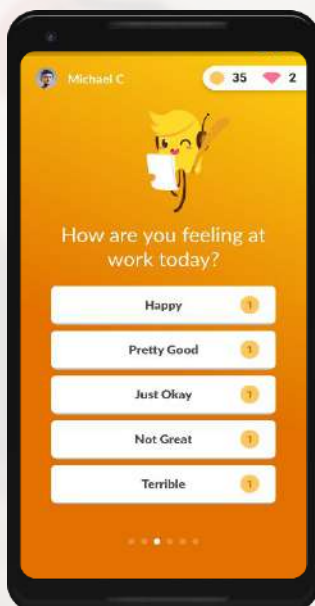 Michael C
35 2
How are you feeling at
work today?
Happy 1
Pretty Good 1
Just Okay 1
Not Great 1
Terrible 1